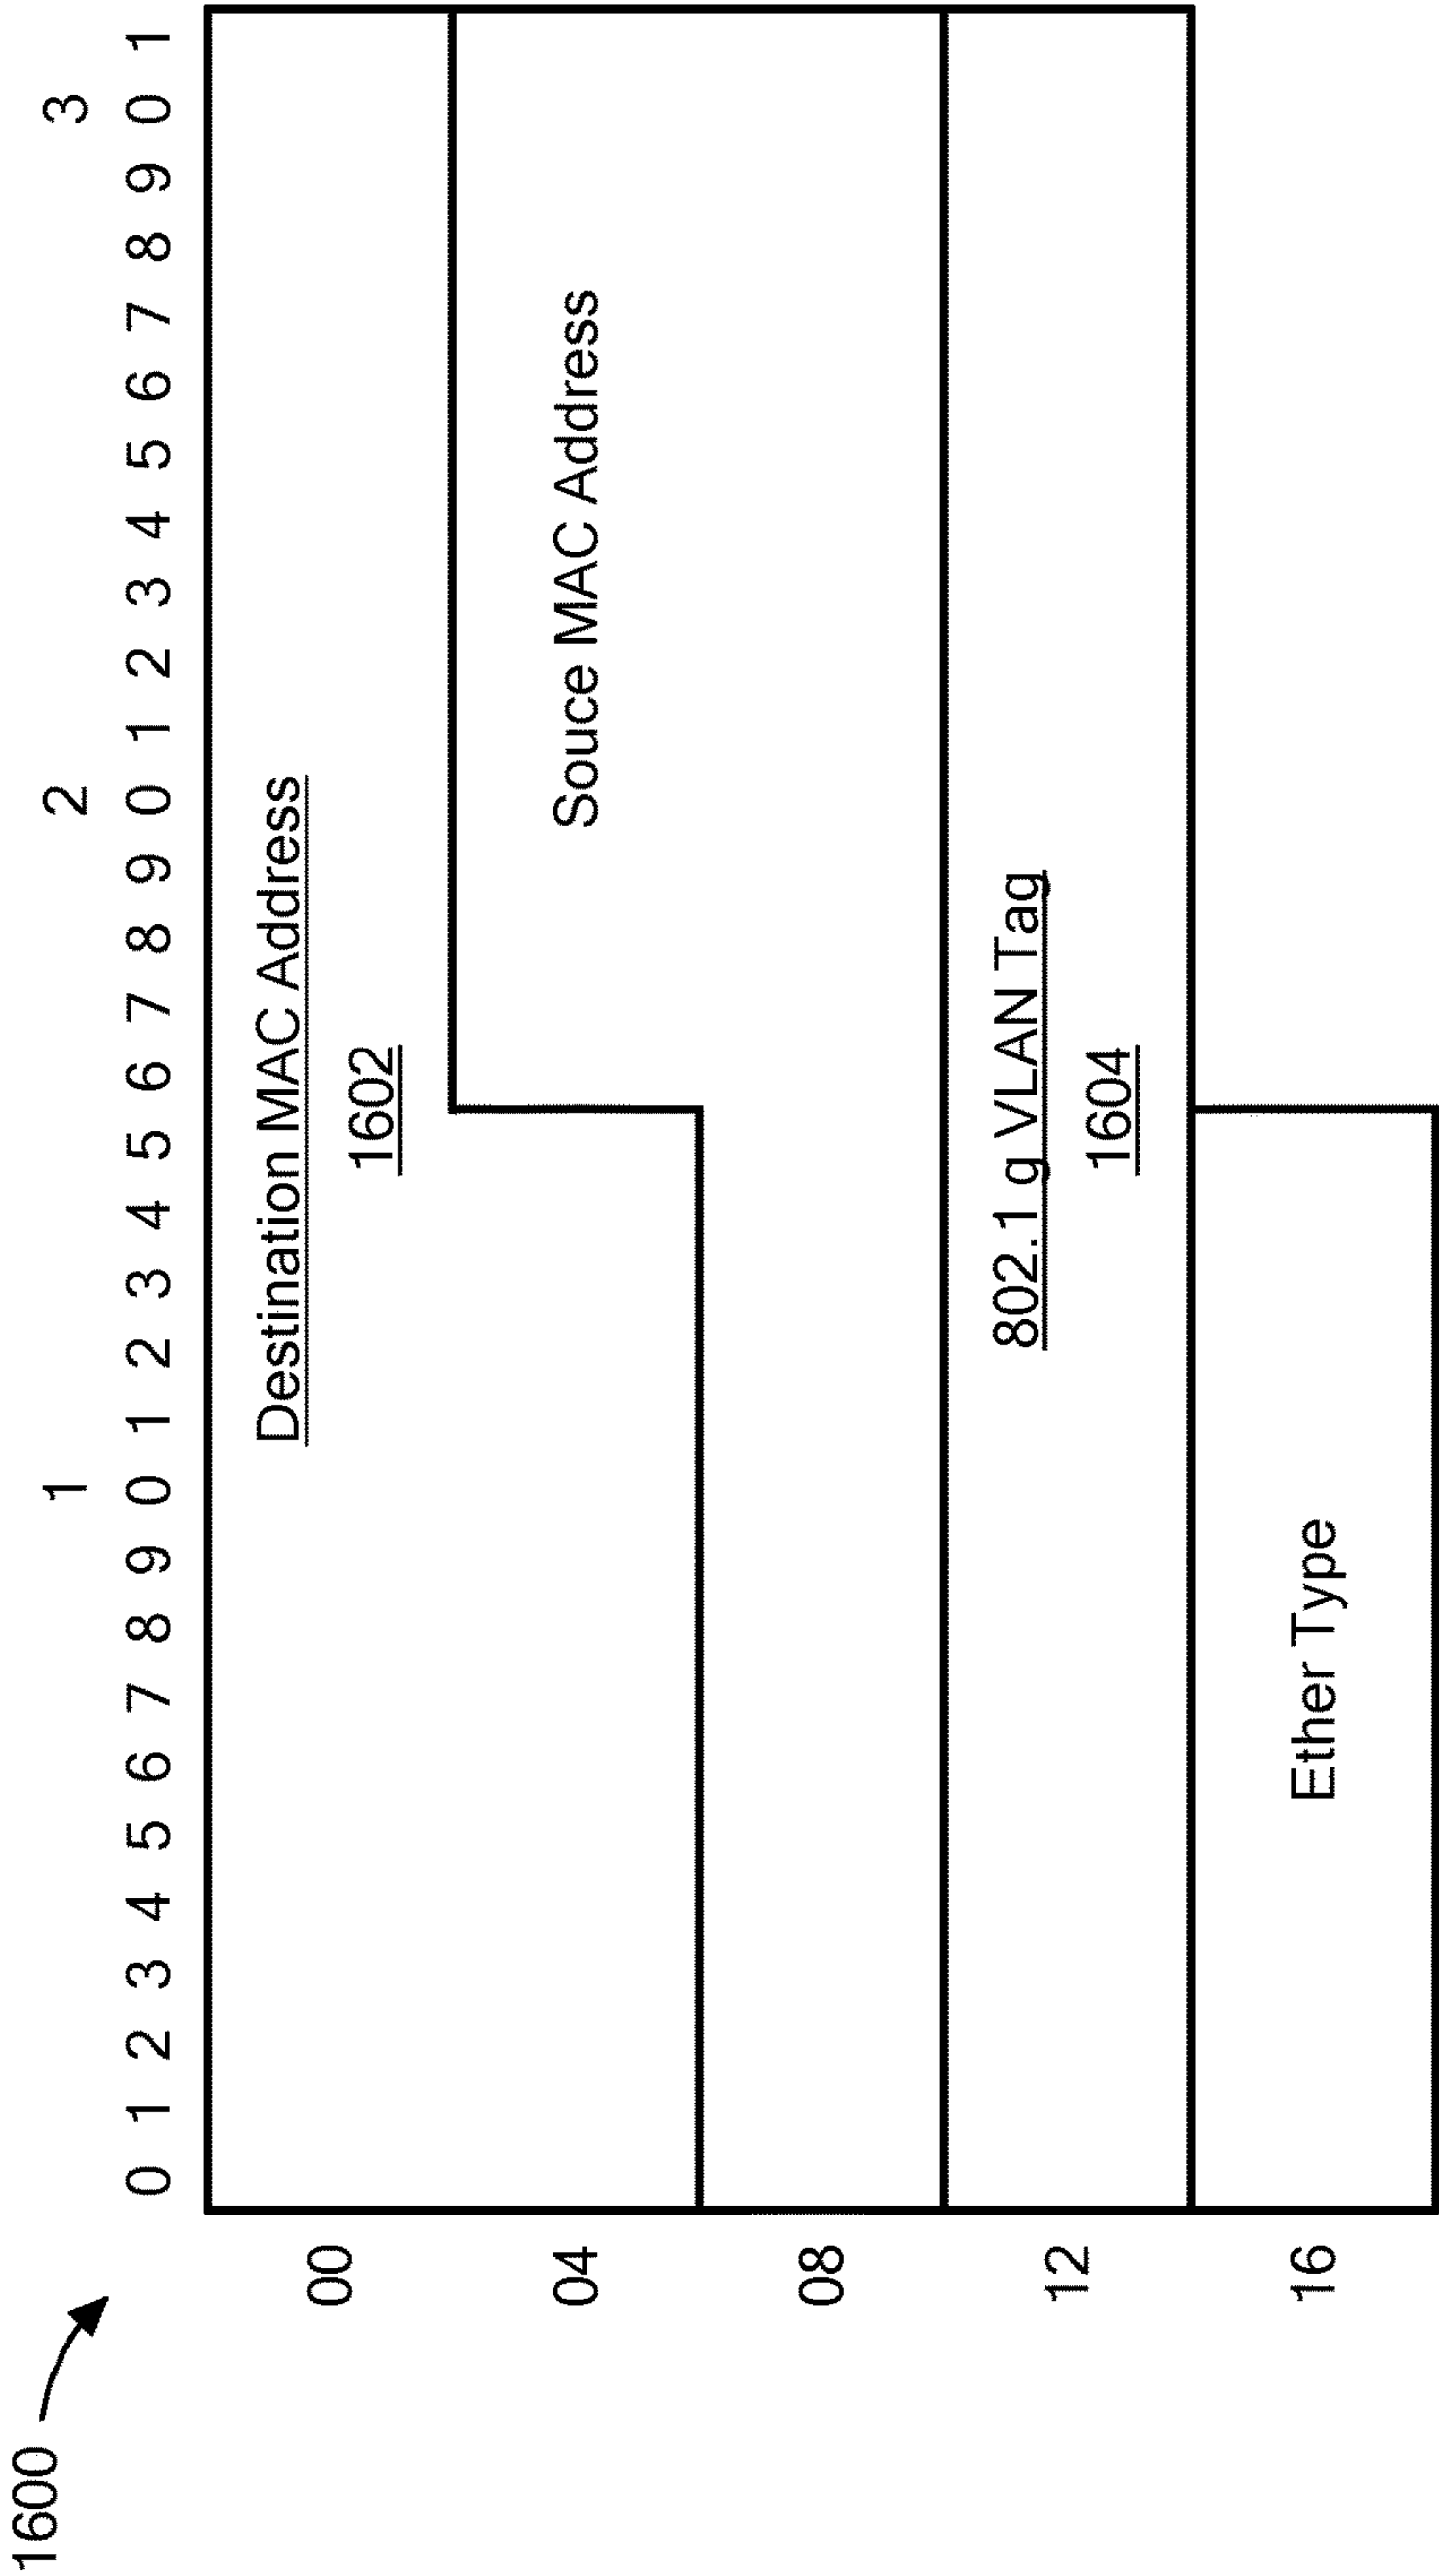 1600
1 2 3
0 1 2 3 4 5 6 7 8 9 0 1 2 3 4 5 6 7 8 9 0 1 2 3 4 5 6 7 8 9 0 1
00
Destination MAC Address
1602
04
Souce MAC Address
08
12
802.1 g VLAN Tag
1604
16
Ether Type